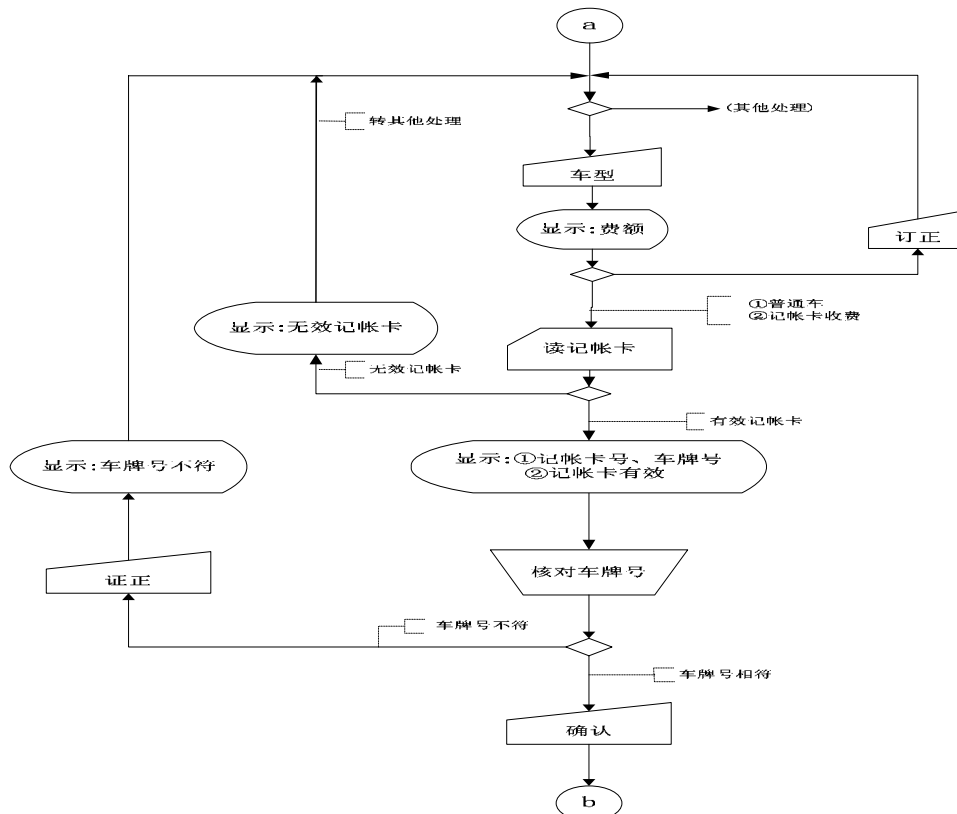 a
(其他处理)
转其他处理
车型
显示:费额
订正
①普通车
②记帐卡收费
显示:无效记帐卡
读记帐卡
无效记帐卡
有效记帐卡
显示:车牌号不符
显示:①记帐卡号、车牌号
②记帐卡有效
核对车牌号
证正
车牌号不符
车牌号相符
确认
b